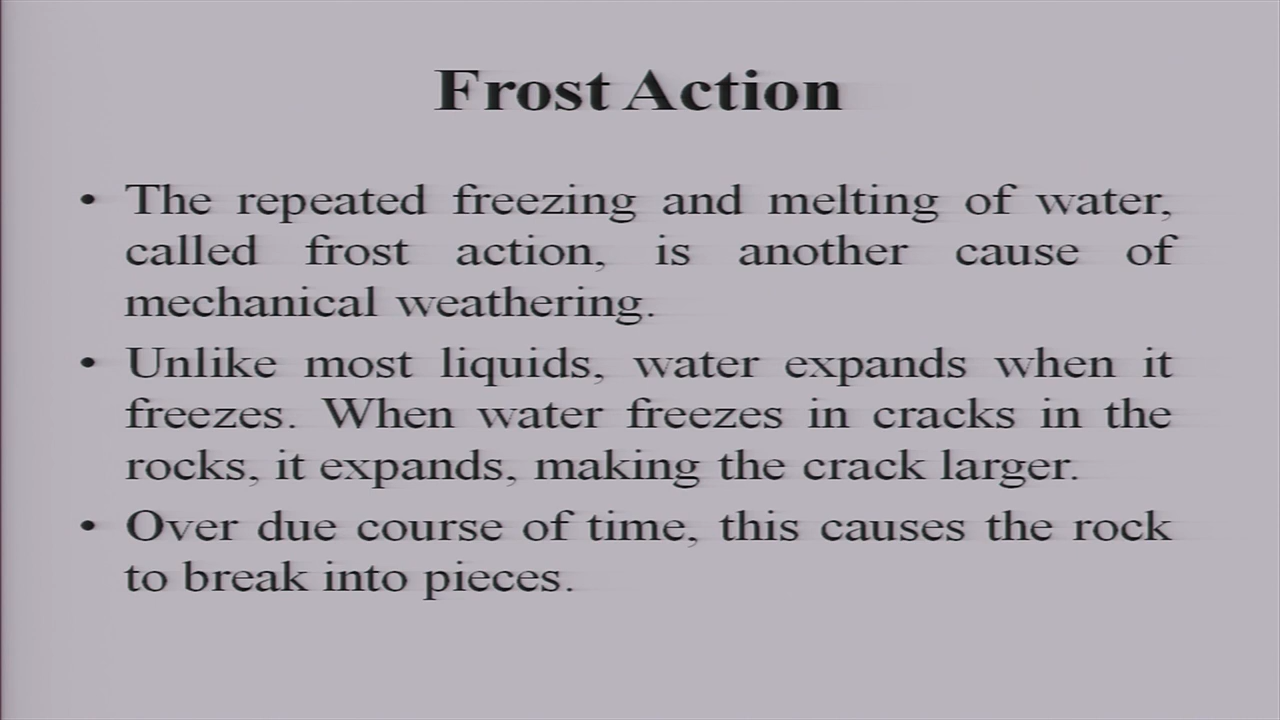 Frost Action
• The repeated freezing and melting of water,
called frost action, is another cause of
mechanical weathering.
• Unlike most liquids, water expands when it
freezes. When water freezes in cracks in the
rocks, it expands, making the crack larger.
• Over due course of time, this causes the rock
to break into pieces.